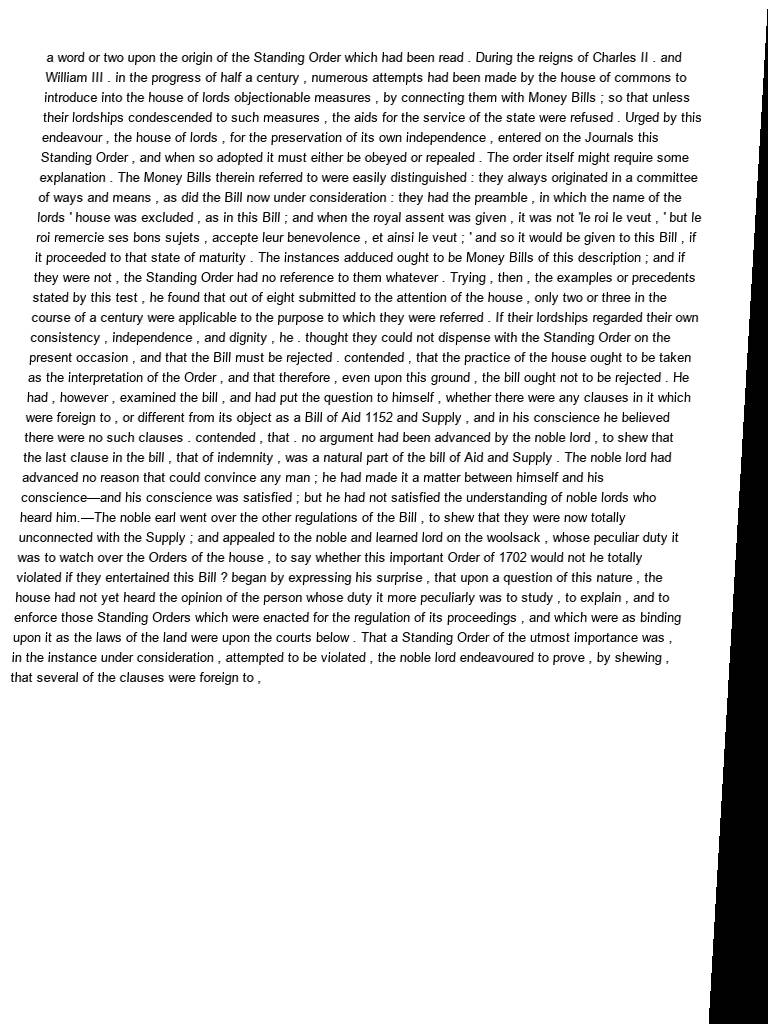 a word or two upon the origin of the Standing Order which had been read . During the reigns of Charles II . and
William III . in the progress of half a century , numerous attempts had been made by the house of commons to
introduce into the house of lords objectionable measures , by connecting them with Money Bills ; so that unless
their lordships condescended to such measures , the aids for the service of the state were refused . Urged by this
endeavour , the house of lords , for the preservation of its own independence , entered on the Journals this
Standing Order , and when so adopted it must either be obeyed or repealed . The order itself might require some
explanation . The Money Bills therein referred to were easily distinguished : they always originated in a committee
of ways and means , as did the Bill now under consideration : they had the preamble , in which the name of the
lords ' house was excluded , as in this Bill ; and when the royal assent was given , it was not 'le roi le veut , ' but le
roi remercie ses bons sujets , accepte leur benevolence , et ainsi le veut ; ' and so it would be given to this Bill , if
it proceeded to that state of maturity . The instances adduced ought to be Money Bills of this description ; and if
they were not , the Standing Order had no reference to them whatever . Trying , then , the examples or precedents
stated by this test , he found that out of eight submitted to the attention of the house , only two or three in the
course of a century were applicable to the purpose to which they were referred . If their lordships regarded their own
consistency , independence , and dignity , he . thought they could not dispense with the Standing Order on the
present occasion , and that the Bill must be rejected . contended , that the practice of the house ought to be taken
as the interpretation of the Order , and that therefore , even upon this ground , the bill ought not to be rejected . He
had , however , examined the bill , and had put the question to himself , whether there were any clauses in it which
were foreign to , or different from its object as a Bill of Aid 1152 and Supply , and in his conscience he believed
there were no such clauses . contended , that . no argument had been advanced by the noble lord , to shew that
the last clause in the bill , that of indemnity , was a natural part of the bill of Aid and Supply . The noble lord had
advanced no reason that could convince any man ; he had made it a matter between himself and his
conscience—and his conscience was satisfied ; but he had not satisfied the understanding of noble lords who
heard him.—The noble earl went over the other regulations of the Bill , to shew that they were now totally
unconnected with the Supply ; and appealed to the noble and learned lord on the woolsack , whose peculiar duty it
was to watch over the Orders of the house , to say whether this important Order of 1702 would not he totally
violated if they entertained this Bill ? began by expressing his surprise , that upon a question of this nature , the
house had not yet heard the opinion of the person whose duty it more peculiarly was to study , to explain , and to
enforce those Standing Orders which were enacted for the regulation of its proceedings , and which were as binding
upon it as the laws of the land were upon the courts below . That a Standing Order of the utmost importance was ,
in the instance under consideration , attempted to be violated , the noble lord endeavoured to prove , by shewing ,
that several of the clauses were foreign to ,